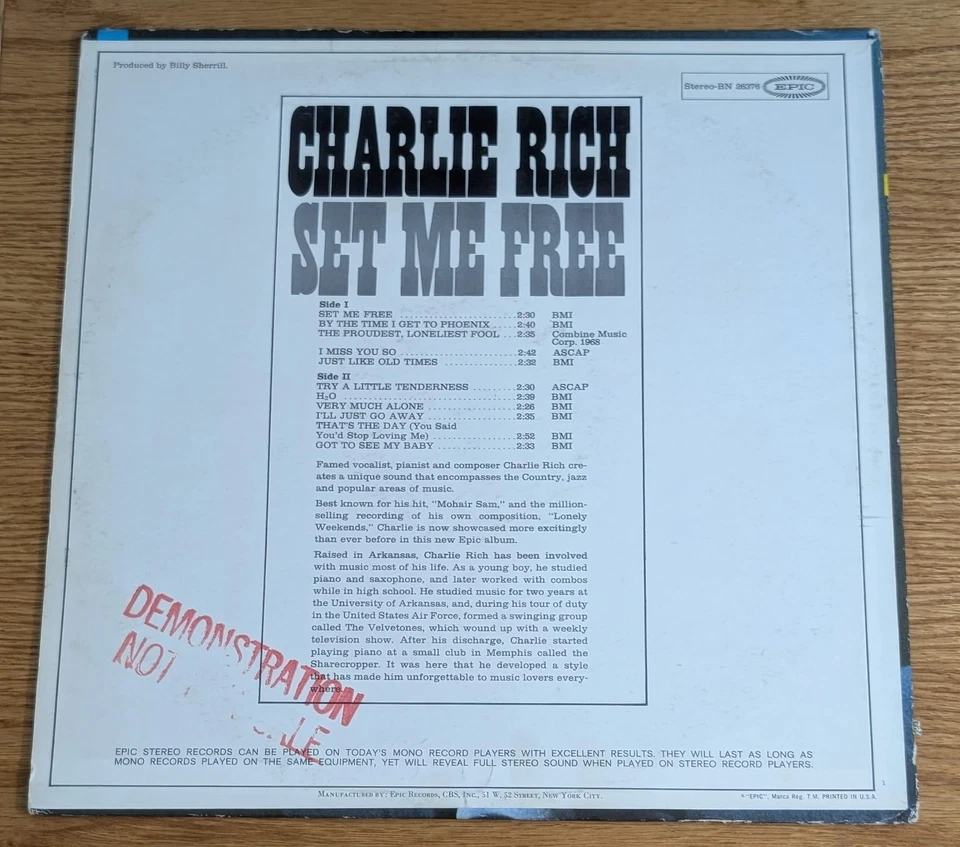 Produced by Billy Sherrill.
Stereo-BN 26376 EPIC
CHARLIE RICH
SET ME FREE
Side I
SET ME FREE ......................2:30 BMI
BY THE TIME I GET TO PHOENIX .....2:40 BMI
THE PROUDEST, LONELIEST FOOL ...2:35 Combine Music
Corp. 1968
I MISS YOU SO ......................2:42 ASCAP
JUST LIKE OLD TIMES ...............2:32 BMI
Side II
TRY A LITTLE TENDERNESS .........2:30 ASCAP
H₂O ................................2:39 BMI
VERY MUCH ALONE .................2:26 BMI
I'LL JUST GO AWAY .................2:35 BMI
THAT'S THE DAY (You Said
You'd Stop Loving Me) ................2:52 BMI
GOT TO SEE MY BABY ...............2:33 BMI
Famed vocalist, pianist and composer Charlie Rich cre-
ates a unique sound that encompasses the Country, jazz
and popular areas of music.
Best known for his hit, "Mohair Sam," and the million-
selling recording of his own composition, "Lonely
Weekends," Charlie is now showcased more excitingly
than ever before in this new Epic album.
Raised in Arkansas, Charlie Rich has been involved
with music most of his life. As a young boy, he studied
piano and saxophone, and later worked with combos
while in high school. He studied music for two years at
the University of Arkansas, and, during his tour of duty
in the United States Air Force, formed a swinging group
called The Velvetones, which wound up with a weekly
television show. After his discharge, Charlie started
playing piano at a small club in Memphis called the
Sharecropper. It was here that he developed a style
that has made him unforgettable to music lovers every-
where.
DEMONSTRATION
NOT
EPIC STEREO RECORDS CAN BE PLAYED ON TODAY'S MONO RECORD PLAYERS WITH EXCELLENT RESULTS. THEY WILL LAST AS LONG AS
MONO RECORDS PLAYED ON THE SAME EQUIPMENT, YET WILL REVEAL FULL STEREO SOUND WHEN PLAYED ON STEREO RECORD PLAYERS.
1
Manufactured by: Epic Records, CBS, Inc., 51 W. 52 Street, New York City.
"EPIC", Marca Reg. T.M. PRINTED IN U.S.A.